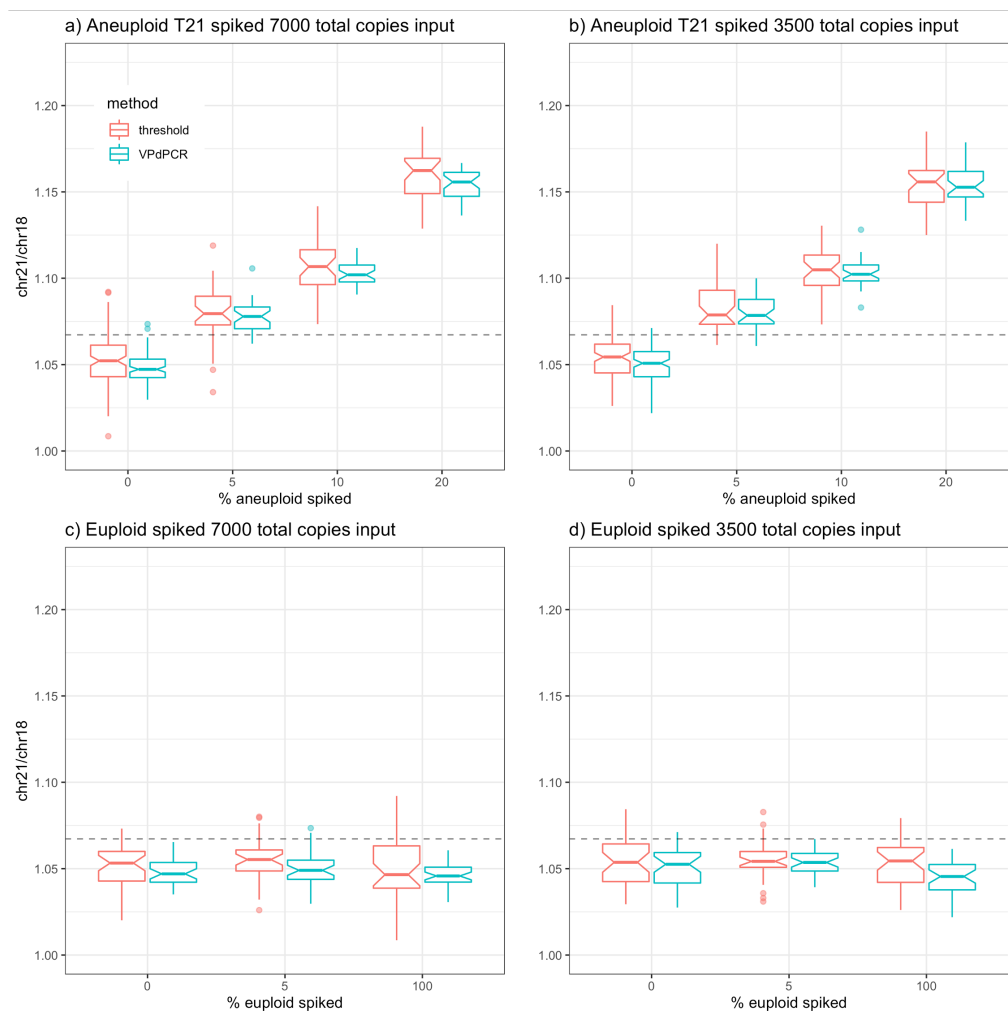 a) Aneuploid T21 spiked 7000 total copies input
b) Aneuploid T21 spiked 3500 total copies input
method
threshold
VPdPCR
chr21/chr18
1.20
1.15
1.10
1.05
1.00
0 5 10 20
% aneuploid spiked
1.20
1.15
1.10
1.05
1.00
0 5 10 20
% aneuploid spiked
c) Euploid spiked 7000 total copies input
d) Euploid spiked 3500 total copies input
chr21/chr18
1.20
1.15
1.10
1.05
1.00
0 5 100
% euploid spiked
1.20
1.15
1.10
1.05
1.00
0 5 100
% euploid spiked